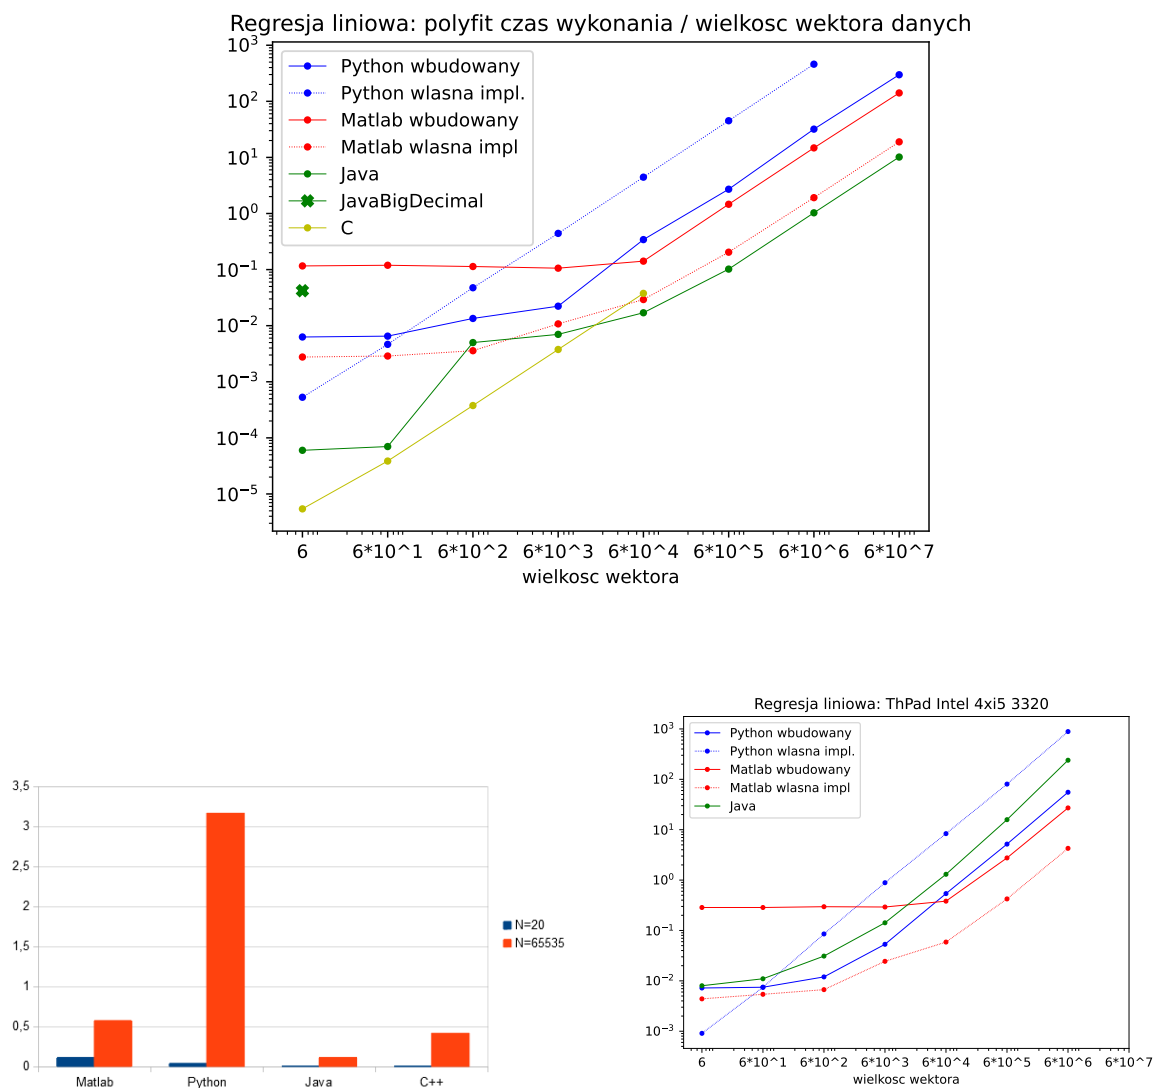 Regresja liniowa: polyfit czas wykonania / wielkosc wektora danych
10^3
10^2
10^1
10^0
10^−1
10^−2
10^−3
10^−4
10^−5
Python wbudowany
Python wlasna impl.
Matlab wbudowany
Matlab wlasna impl
Java
JavaBigDecimal
C
6 6*10^1 6*10^2 6*10^3 6*10^4 6*10^5 6*10^6 6*10^7
wielkosc wektora
3,5
3
2,5
2
1,5
1
0,5
0
Matlab Python Java C++
N=20
N=65535
Regresja liniowa: ThPad Intel 4xi5 3320
10^3
10^2
10^1
10^0
10^−1
10^−2
10^−3
Python wbudowany
Python wlasna impl.
Matlab wbudowany
Matlab wlasna impl
Java
6 6*10^1 6*10^2 6*10^3 6*10^4 6*10^5 6*10^6 6*10^7
wielkosc wektora